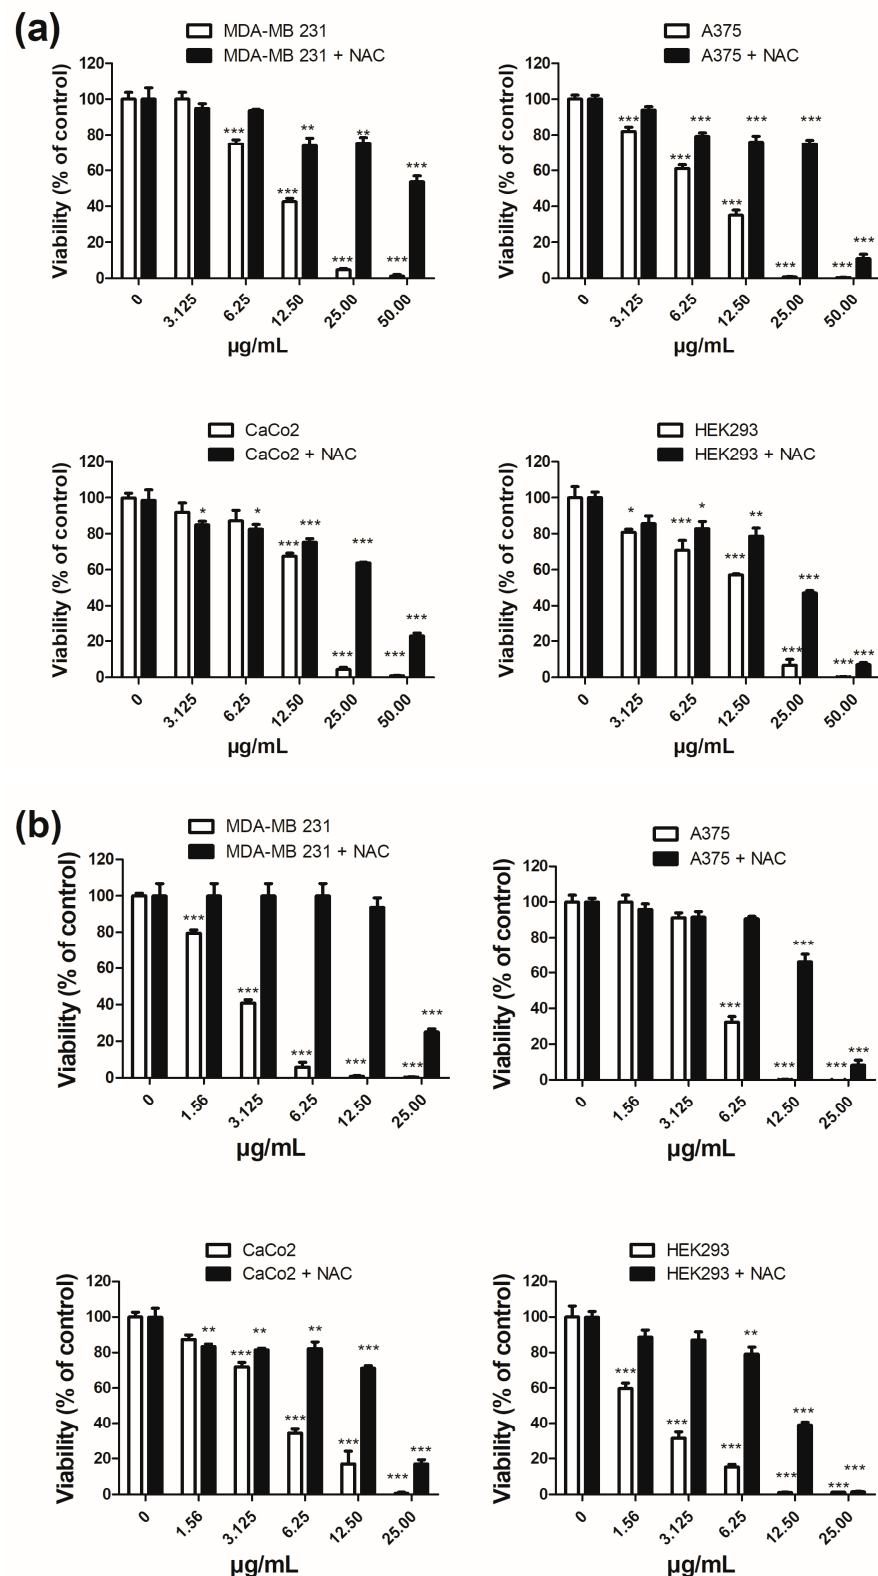 (a)
MDA-MB 231
MDA-MB 231 + NAC
Viability (% of control)
120
100
80
60
40
20
0
*** *** *** *** ** ** ***
0 3.125 6.25 12.50 25.00 50.00
µg/mL
A375
A375 + NAC
Viability (% of control)
120
100
80
60
40
20
0
*** *** *** *** *** *** *** *** ***
0 3.125 6.25 12.50 25.00 50.00
µg/mL
CaCo2
CaCo2 + NAC
Viability (% of control)
120
100
80
60
40
20
0
* * *** *** *** *** *** ***
0 3.125 6.25 12.50 25.00 50.00
µg/mL
HEK293
HEK293 + NAC
Viability (% of control)
120
100
80
60
40
20
0
* *** * *** ** *** *** *** ***
0 3.125 6.25 12.50 25.00 50.00
µg/mL
(b)
MDA-MB 231
MDA-MB 231 + NAC
Viability (% of control)
120
100
80
60
40
20
0
*** *** *** *** *** ***
0 1.56 3.125 6.25 12.50 25.00
µg/mL
A375
A375 + NAC
Viability (% of control)
120
100
80
60
40
20
0
*** *** *** *** ***
0 1.56 3.125 6.25 12.50 25.00
µg/mL
CaCo2
CaCo2 + NAC
Viability (% of control)
120
100
80
60
40
20
0
** *** ** *** ** *** *** *** ***
0 1.56 3.125 6.25 12.50 25.00
µg/mL
HEK293
HEK293 + NAC
Viability (% of control)
120
100
80
60
40
20
0
*** *** *** ** *** *** *** ***
0 1.56 3.125 6.25 12.50 25.00
µg/mL